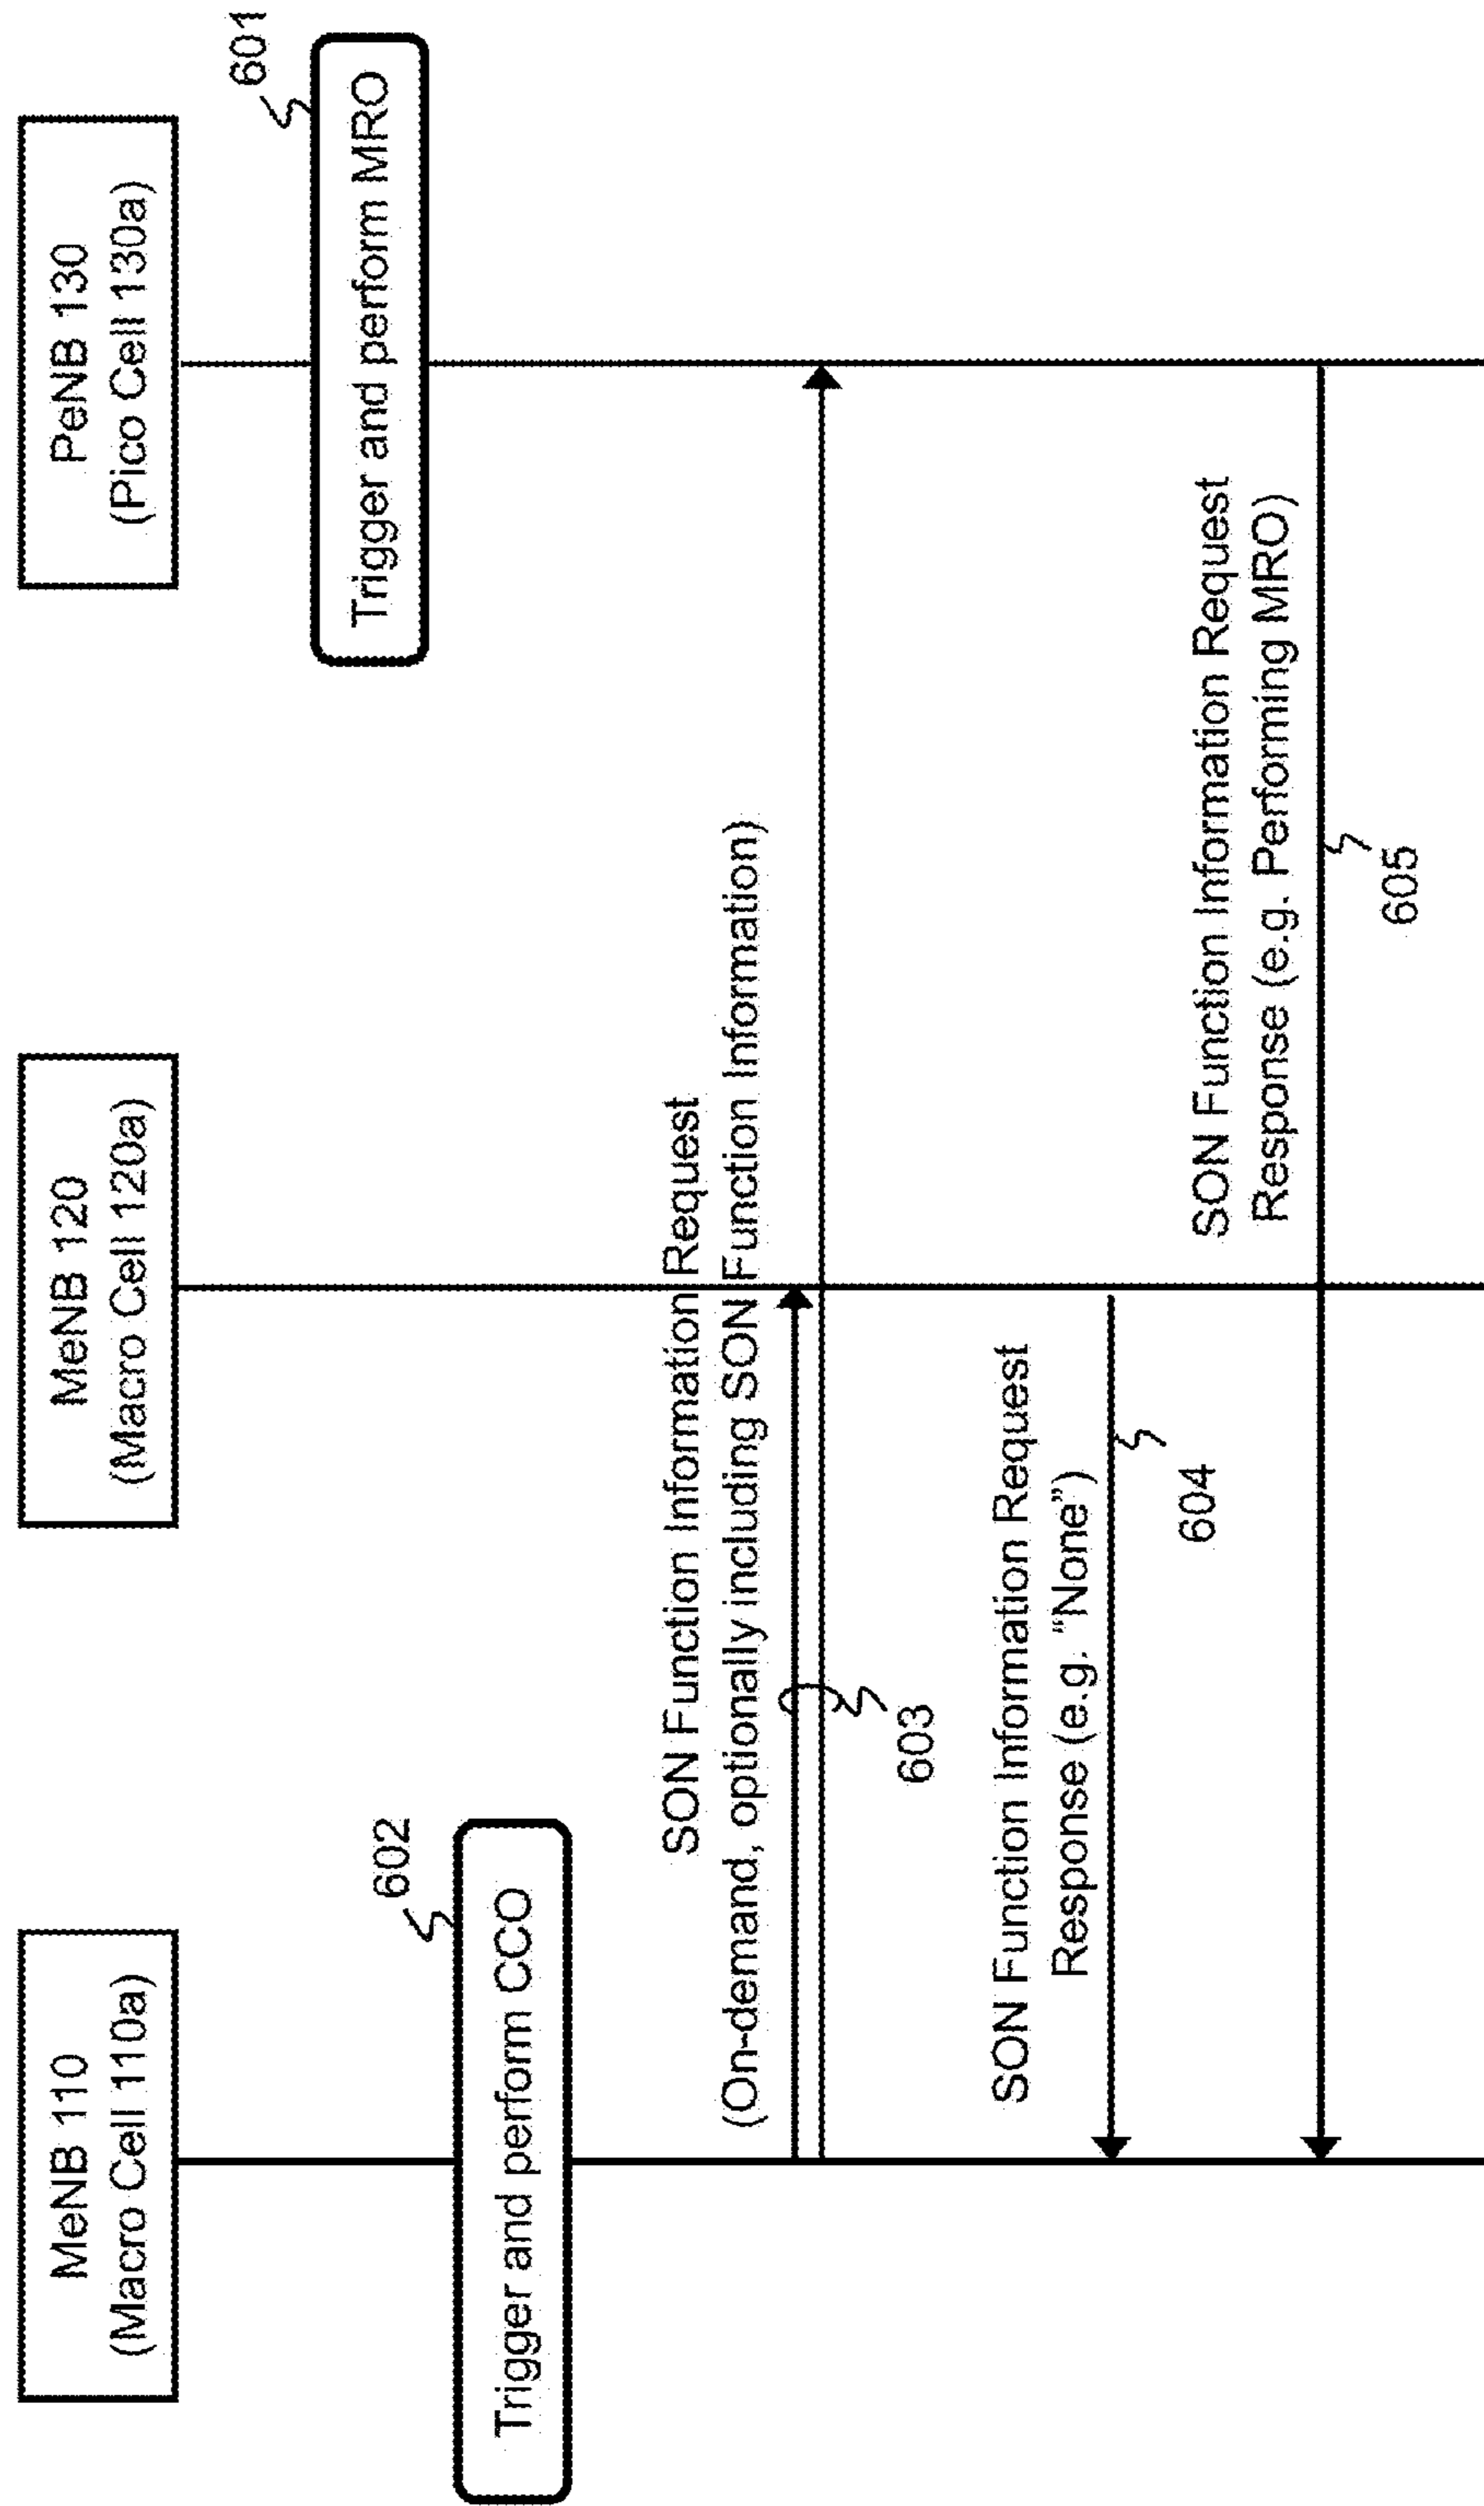 MeNB 110
(Macro Cell 110a)
MeNB 120
(Macro Cell 120a)
PeNB 130
(Pico Cell 130a)
601
Trigger and perform MRO
602
Trigger and perform CCO
SON Function Information Request
(On-demand, optionally including SON Function Information)
603
SON Function Information Request
Response (e.g. "None")
604
SON Function Information Request
Response (e.g. Performing MRO)
605